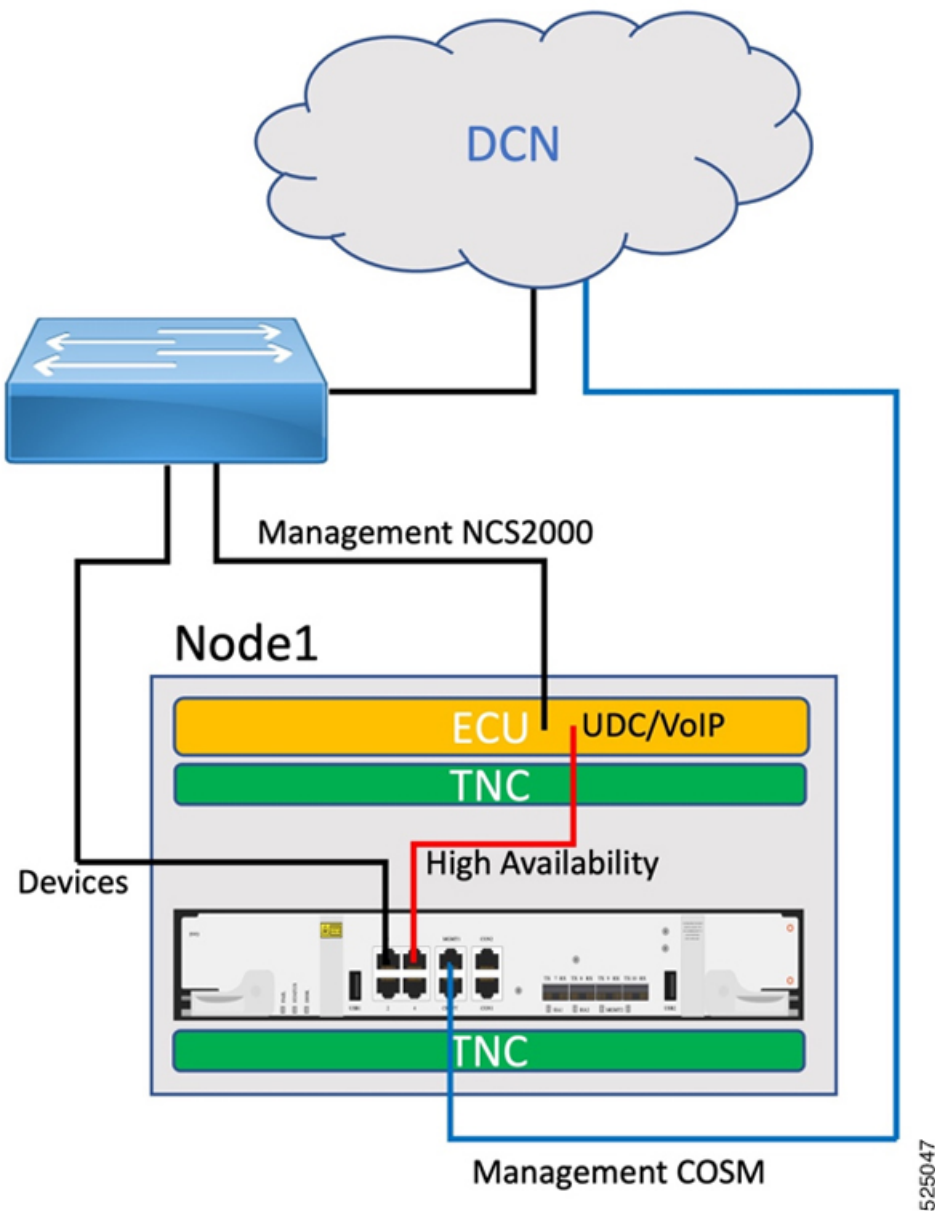 DCN
Management NCS2000
Node1
ECU
UDC/VoIP
TNC
High Availability
Devices
TNC
Management COSM
525047